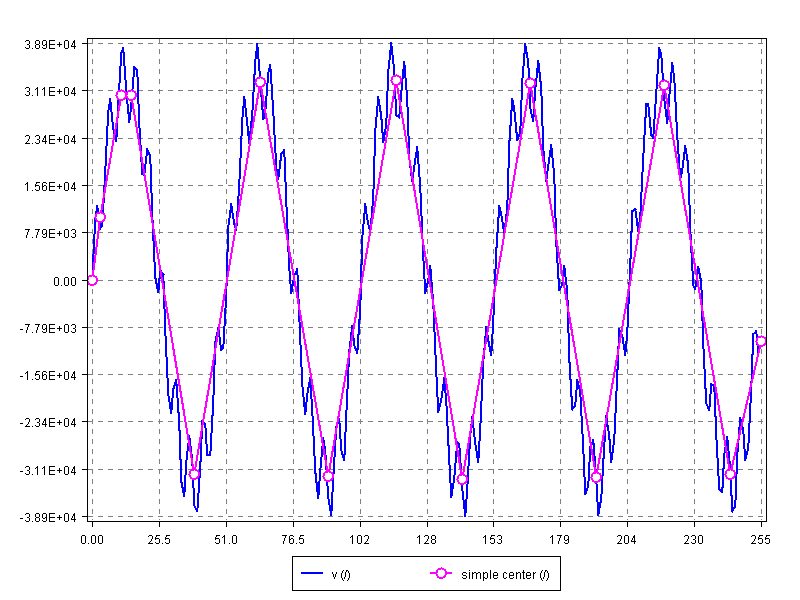 3.89E+04
3.11E+04
2.34E+04
1.56E+04
7.79E+03
0.00
-7.79E+03
-1.56E+04
-2.34E+04
-3.11E+04
-3.89E+04
0.00 25.5 51.0 76.5 102 128 153 179 204 230 255
v (/) simple center (/)